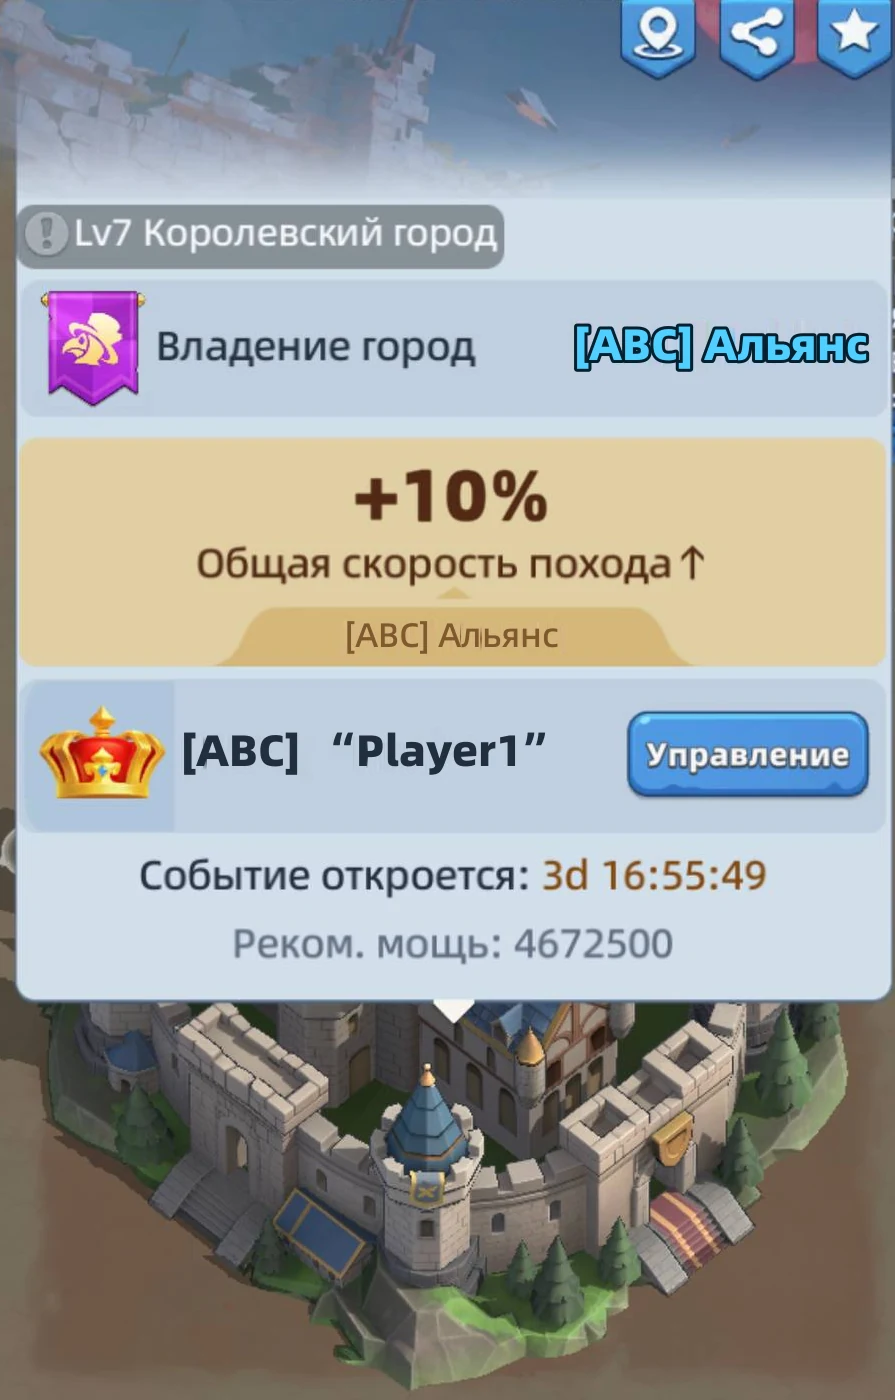 Lv7 Королевский город
Владение город [ABC] Альянс
+10%
Общая скорость похода↑
[ABC] Альянс
[ABC] “Player1”
Управление
Событие откроется: 3d 16:55:49
Реком. мощь: 4672500